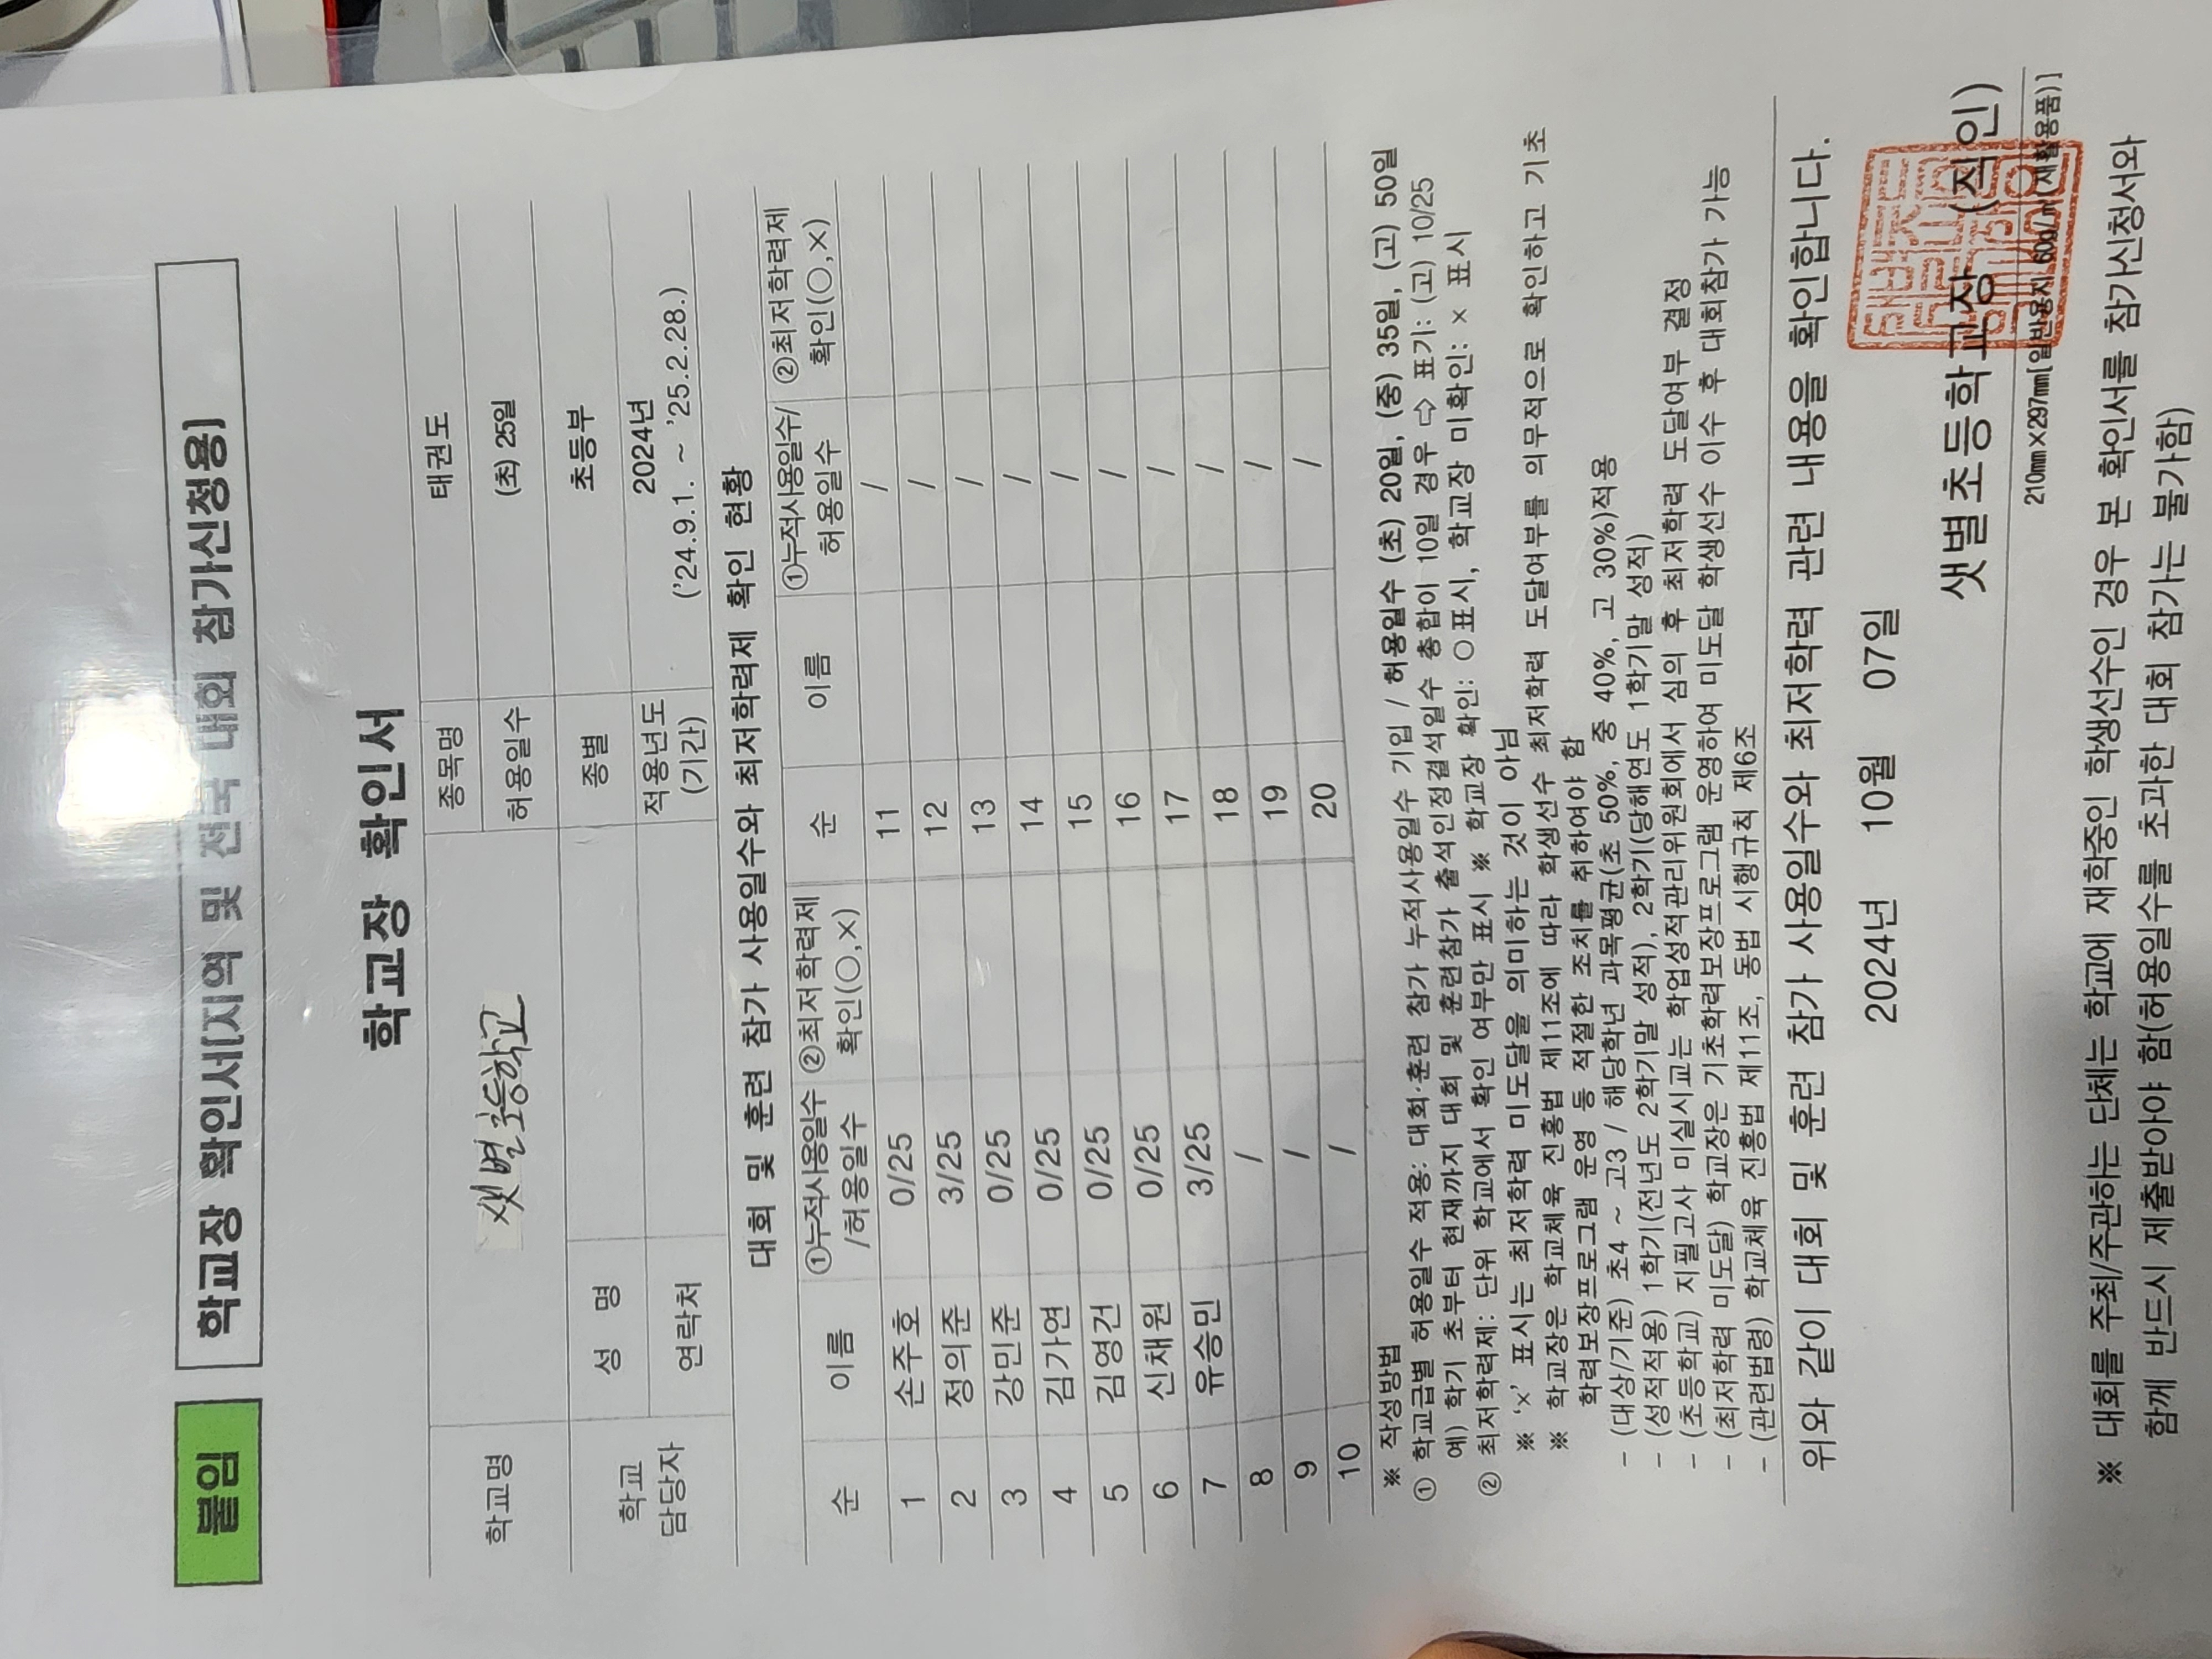 붙임 학교장 확인서[지역 및 전국 대회 참가신청용]
학교장 확인서
학교명 샛별초등학교 종목명 태권도
허용일수 (초) 25일
학교
담당자 성 명 종별 초등부
연락처 적용년도
(기간) 2024년
('24.9.1. ~ '25.2.28.)
대회 및 훈련 참가 사용일수와 최저학력제 확인 현황
순 이름 ①누적사용일수
/허용일수 ②최저학력제
확인(○,×) 순 이름 ①누적사용일수/
허용일수 ②최저학력제
확인(○,×)
1 손주호 0/25 11 /
2 정의준 3/25 12 /
3 강민준 0/25 13 /
4 김가연 0/25 14 /
5 김영건 0/25 15 /
6 신채원 0/25 16 /
7 유승민 3/25 17 /
8 / 18 /
9 / 19 /
10 / 20 /
※ 작성방법
① 학교급별 허용일수 적용: 대회·훈련 참가 누적사용일수 기입 / 허용일수 (초) 20일, (중) 35일, (고) 50일
예) 학기 초부터 현재까지 대회 및 훈련참가 출석인정결석일수 총합이 10일 경우 ⇨ 표기: (고) 10/25
② 최저학력제: 단위 학교에서 확인 여부만 표시 ※ 학교장 확인: ○ 표시, 학교장 미확인: × 표시
※ '×' 표시는 최저학력 미도달을 의미하는 것이 아님
※ 학교장은 학교체육 진흥법 제11조에 따라 학생선수 최저학력 도달여부를 의무적으로 확인하고 기초
학력보장프로그램 운영 등 적절한 조치를 취하여야 함
- (대상/기준) 초4 ~ 고3 / 해당학년 과목평균(초 50%, 중 40%, 고 30%)적용
- (성적적용) 1학기(전년도 2학기말 성적), 2학기(당해연도 1학기말 성적)
- (초등학교) 지필고사 미실시교는 학업성적관리위원회에서 심의 후 최저학력 도달여부 결정
- (최저학력 미도달) 학교장은 기초학력보장프로그램 운영하여 미도달 학생선수 이수 후 대회참가 가능
- (관련법령) 학교체육 진흥법 제11조, 동법 시행규칙 제6조
위와 같이 대회 및 훈련 참가 사용일수와 최저학력 관련 내용을 확인합니다.
2024년 10월 07일
샛별초등학교장 (직인)
210mm×297mm[일반용지 60g/㎡(재활용품)]
※ 대회를 주최/주관하는 단체는 학교에 재학중인 학생선수인 경우 본 확인서를 참가신청서와
함께 반드시 제출받아야 함(허용일수를 초과한 대회 참가는 불가함)